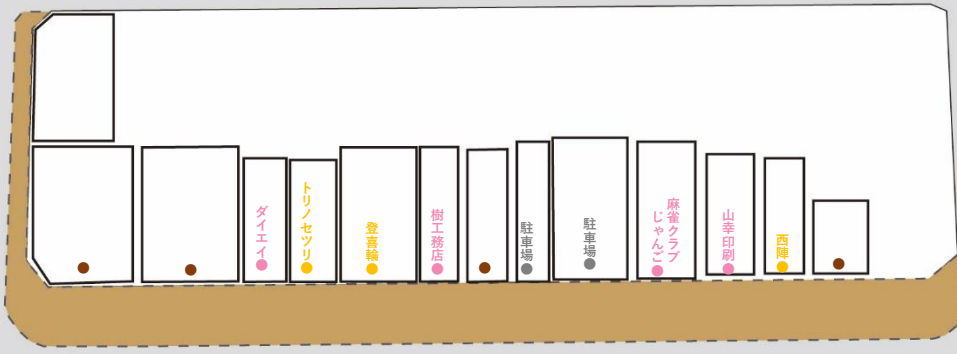 ダイエイ
トリノセツリ
登喜輪
樹工務店
駐車場
駐車場
麻雀クラブ
じゃんご
山幸印刷
西陣